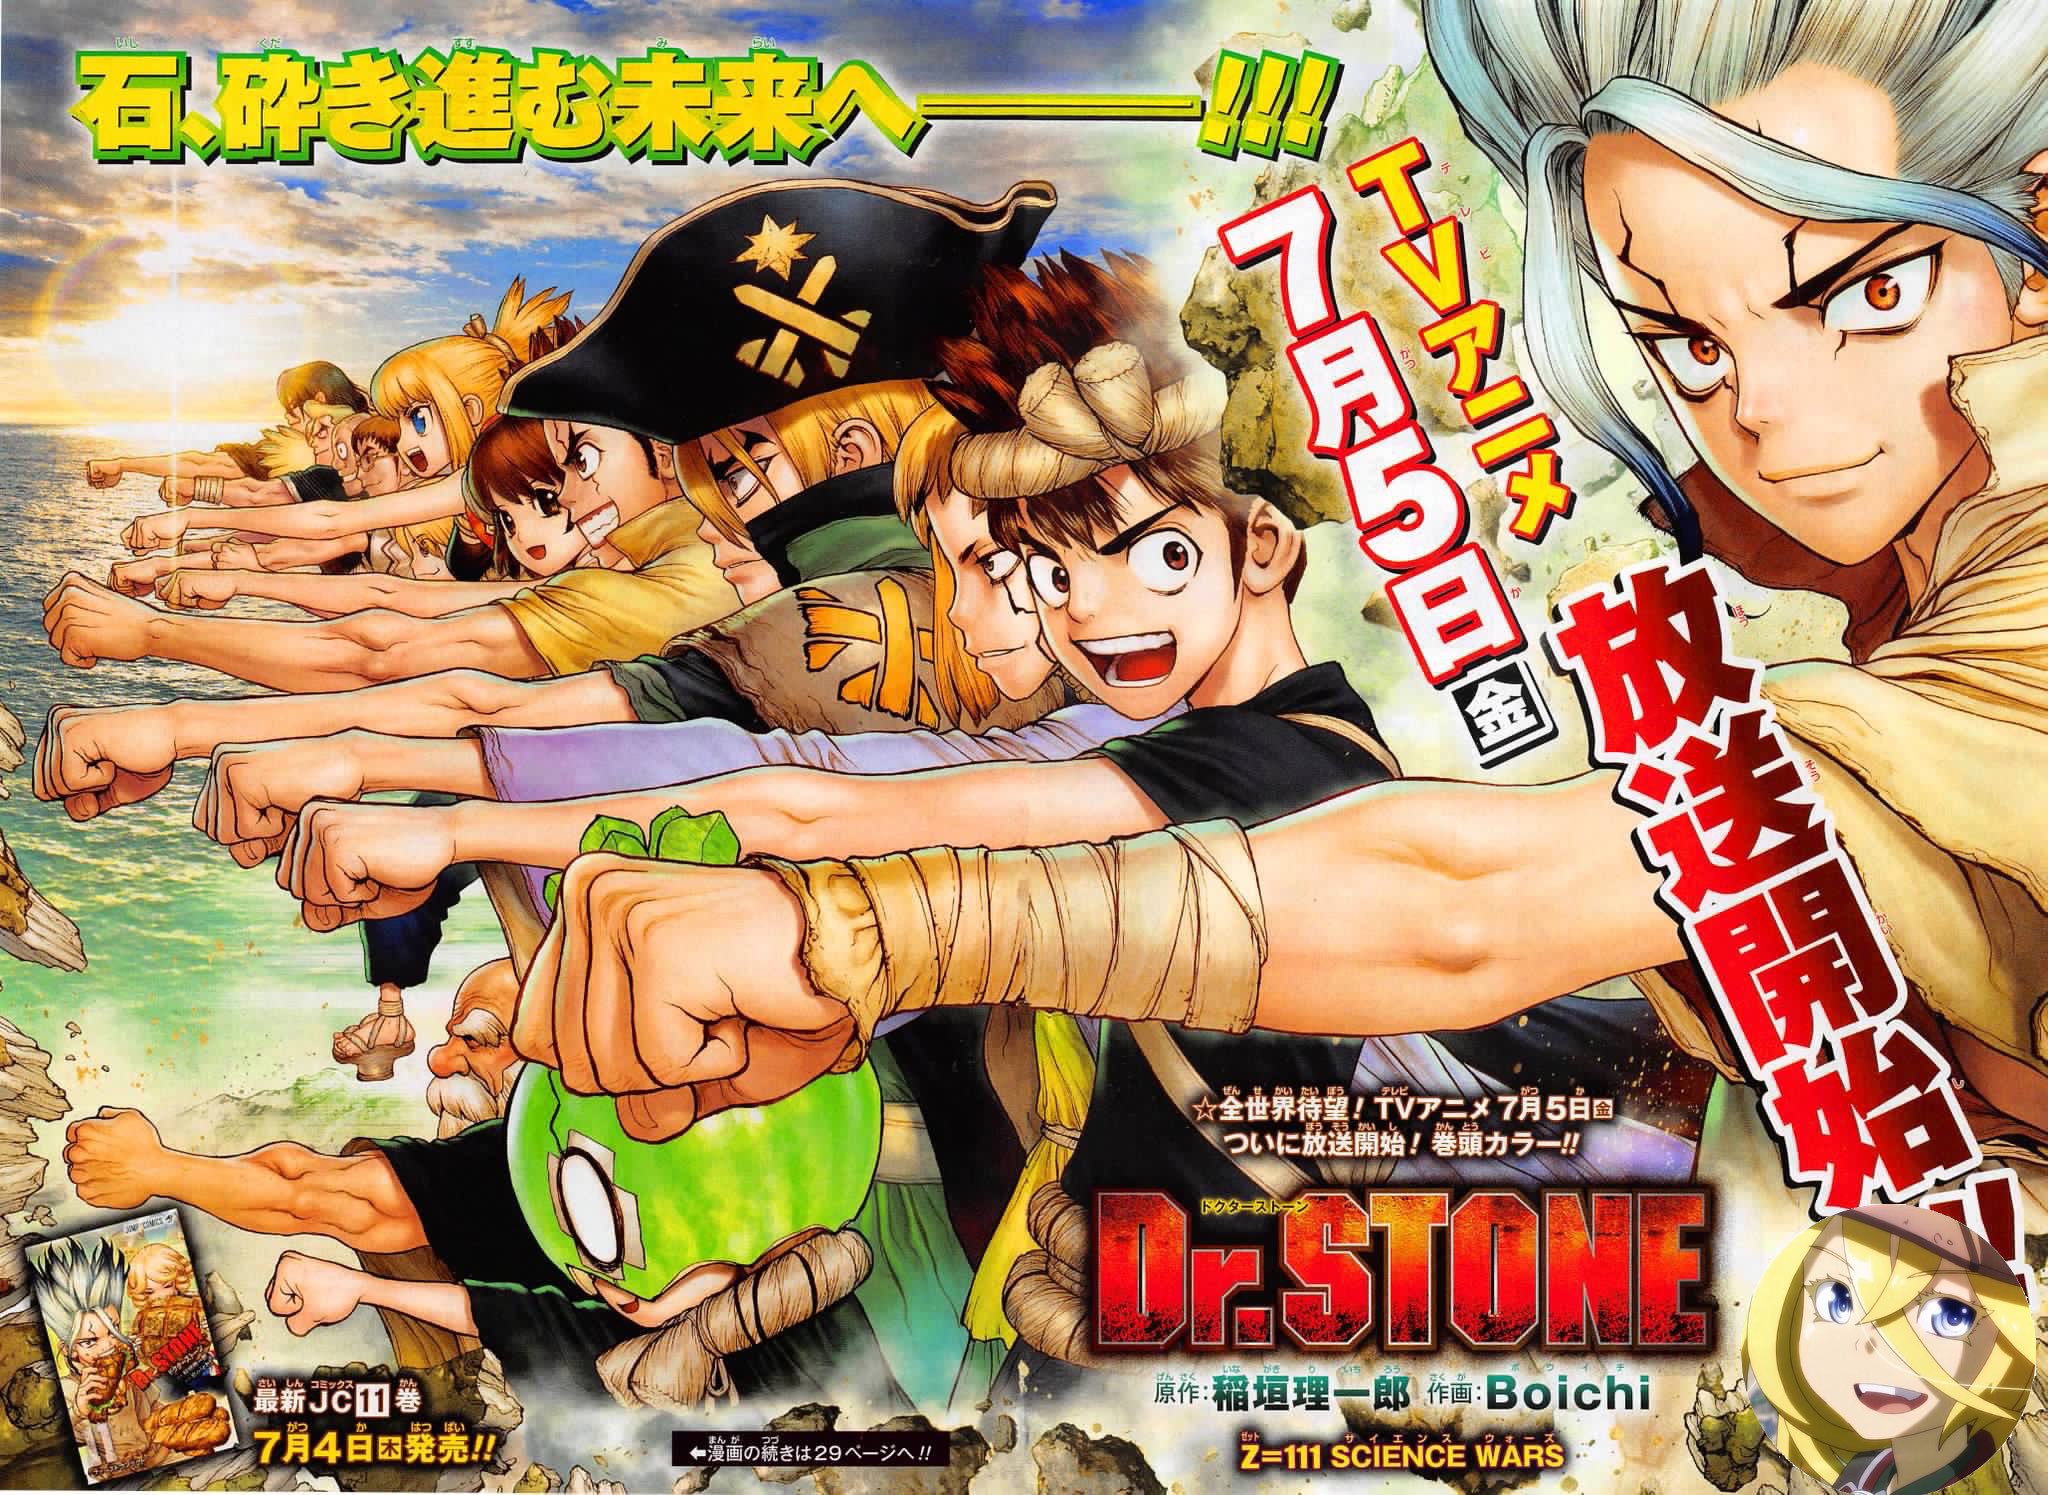 石、砕き進む未来へ――!!!
TVアニメ
7月5日金
放送開始!!
☆全世界待望！TVアニメ7月5日金
ついに放送開始！巻頭カラー!!
ドクターストーン
Dr.STONE
原作:稲垣理一郎 作画:Boichi
Z=111 SCIENCE WARS
JUMP COMICS
Dr.STONE
最新JC11巻
7月4日木発売!!
←漫画の続きは29ページへ!!